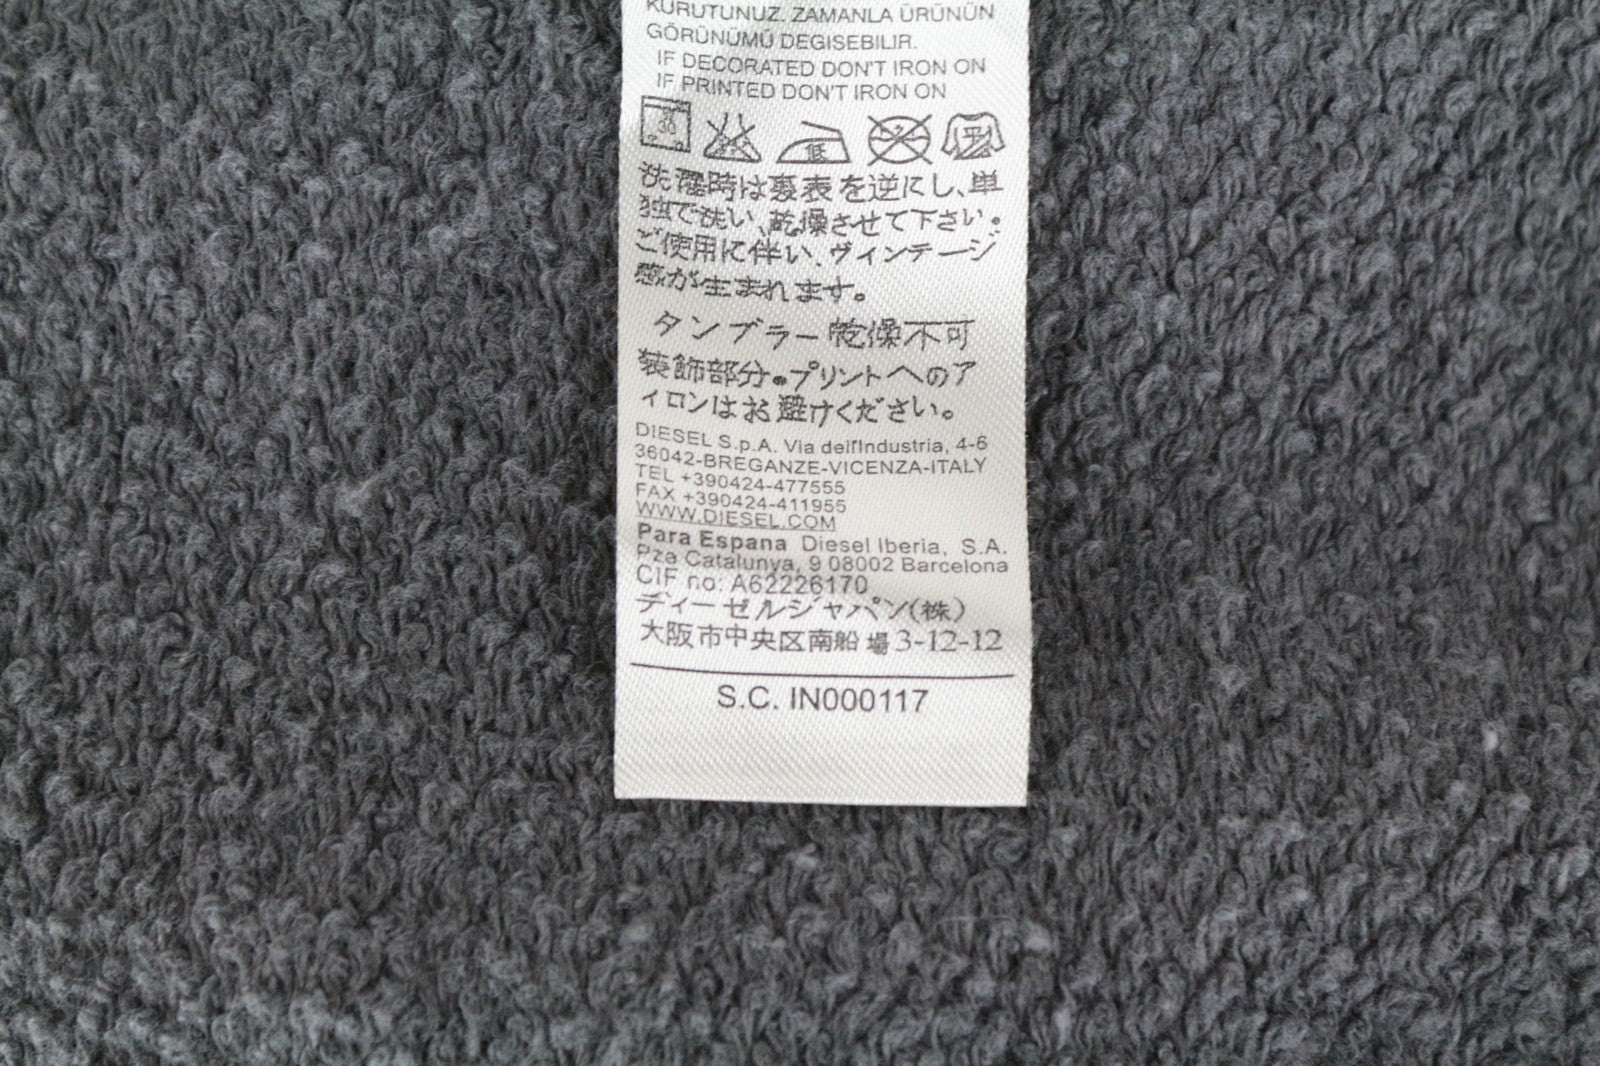 KURUTUNUZ. ZAMANLA ÜRÜNÜN
GÖRÜNÜMÜ DEGISEBILIR.
IF DECORATED DON'T IRON ON
IF PRINTED DON'T IRON ON
30 低
洗濯時は裏表を逆にし、単
独で洗い、乾燥させて下さい。
ご使用に伴い、ヴィンテージ
感が生まれます。
タンブラー乾燥不可
装飾部分・プリントへのア
イロンはお避けください。
DIESEL S.p.A. Via dell'Industria, 4-6
36042-BREGANZE-VICENZA-ITALY
TEL +390424-477555
FAX +390424-411955
WWW.DIESEL.COM
Para Espana Diesel Iberia, S.A.
Pza Catalunya, 9 08002 Barcelona
CIF no: A62226170
ディーゼルジャパン(株)
大阪市中央区南船場3-12-12
S.C. IN000117